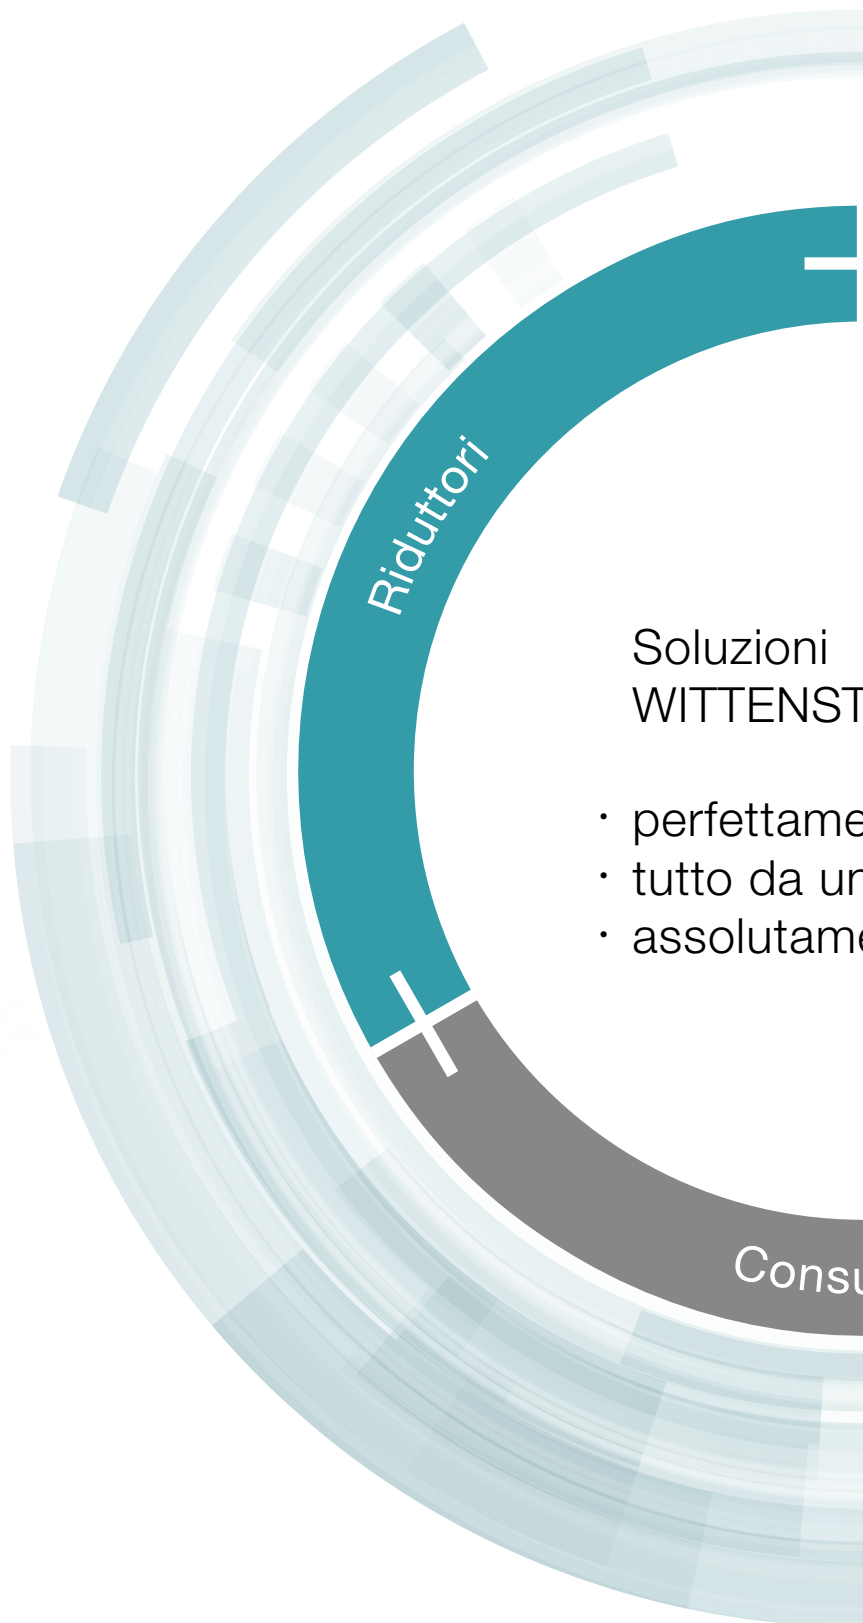 Riduttori
Soluzioni
WITTENST
· perfettame
· tutto da un
· assolutame
Consu